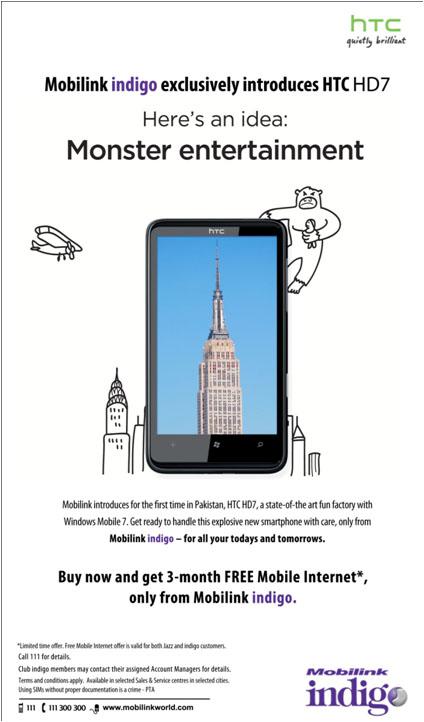 hTC
quietly brilliant
Mobilink indigo exclusively introduces HTC HD7
Here's an idea:
Monster entertainment
hTC
Mobilink introduces for the first time in Pakistan, HTC HD7, a state-of-the art fun factory with
Windows Mobile 7. Get ready to handle this explosive new smartphone with care, only from
Mobilink indigo – for all your todays and tomorrows.
Buy now and get 3-month FREE Mobile Internet*,
only from Mobilink indigo.
*Limited time offer. Free Mobile Internet offer is valid for both Jazz and indigo customers.
Call 111 for details.
Club indigo members may contact their assigned Account Managers for details.
Terms and conditions apply. Available in selected Sales & Service centres in selected cities.
Using SIMs without proper documentation is a crime - PTA
111 111 300 300 www.mobilinkworld.com
Mobilink
indigo